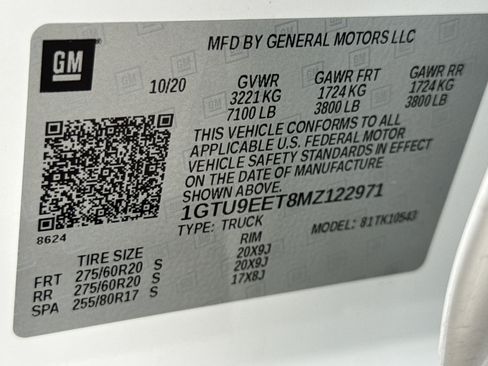 GM
MFD BY GENERAL MOTORS LLC
10/20 GVWR GAWR FRT GAWR RR
3221 KG 1724 KG 1724 KG
7100 LB 3800 LB 3800 LB
THIS VEHICLE CONFORMS TO ALL
APPLICABLE U.S. FEDERAL MOTOR
VEHICLE SAFETY STANDARDS IN EFFECT
ON THE DATE OF MANUFACTURE
SHOWN ABOVE.
1GTU9EET8MZ122971
8624
TYPE: TRUCK MODEL: 81TK10543
TIRE SIZE RIM
FRT 275/60R20 S 20X9J
RR 275/60R20 S 20X9J
SPA 255/80R17 S 17X8J